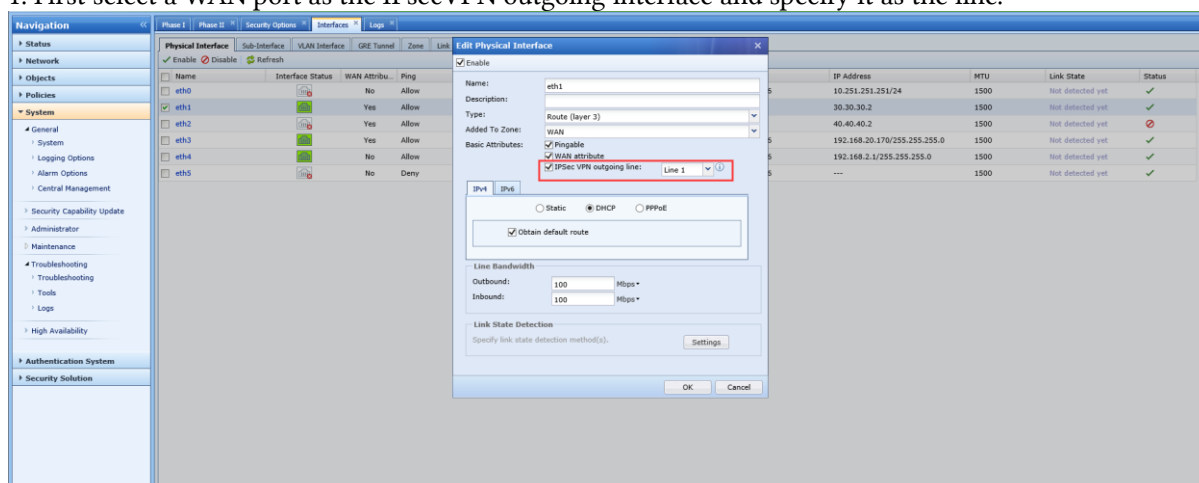 1. First select a WAN port as the IPsecVPN outgoing interface and specify it as the line.
Navigation
Status
Network
Objects
Policies
System
General
System
Logging Options
Alarm Options
Central Management
Security Capability Update
Administrator
Maintenance
Troubleshooting
Troubleshooting
Tools
Logs
High Availability
Authentication System
Security Solution
Phase I Phase II Security Options Interfaces Logs
Physical Interface Sub-Interface VLAN Interface GRE Tunnel Zone Link
Enable Disable Refresh
Name Interface Status WAN Attribu... Ping IP Address MTU Link State Status
eth0 No Allow 10.251.251.251/24 1500 Not detected yet
eth1 Yes Allow 30.30.30.2 1500 Not detected yet
eth2 Yes Allow 40.40.40.2 1500 Not detected yet
eth3 Yes Allow 192.168.20.170/255.255.255.0 1500 Not detected yet
eth4 No Allow 192.168.2.1/255.255.255.0 1500 Not detected yet
eth5 No Deny --- 1500 Not detected yet
Edit Physical Interface
Enable
Name: eth1
Description:
Type: Route (layer 3)
Added To Zone: WAN
Basic Attributes: Pingable
WAN attribute
IPSec VPN outgoing line: Line 1
IPv4 IPv6
Static DHCP PPPoE
Obtain default route
Line Bandwidth
Outbound: 100 Mbps
Inbound: 100 Mbps
Link State Detection
Specify link state detection method(s). Settings
OK Cancel